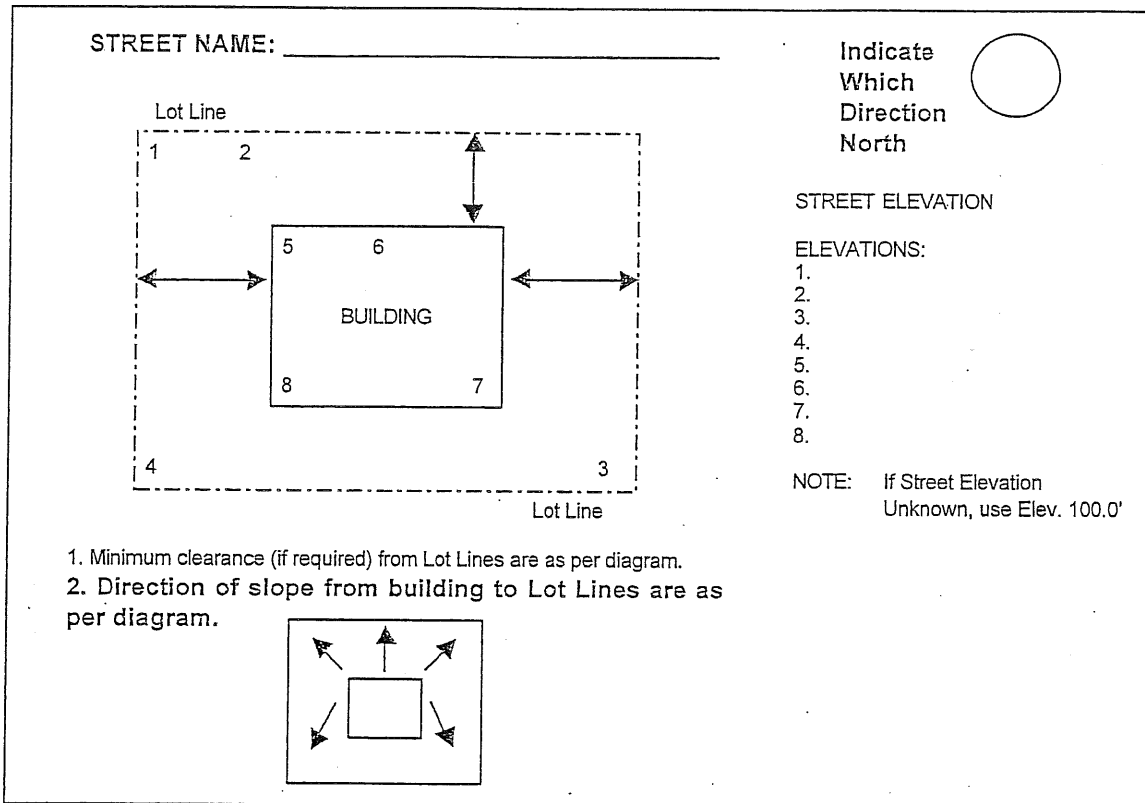 STREET NAME:
Indicate
Which
Direction
North
Lot Line
1 2
5 6
BUILDING
8 7
4 3
Lot Line
STREET ELEVATION
ELEVATIONS:
1.
2.
3.
4.
5.
6.
7.
8.
NOTE: If Street Elevation
Unknown, use Elev. 100.0'
1. Minimum clearance (if required) from Lot Lines are as per diagram.
2. Direction of slope from building to Lot Lines are as
per diagram.